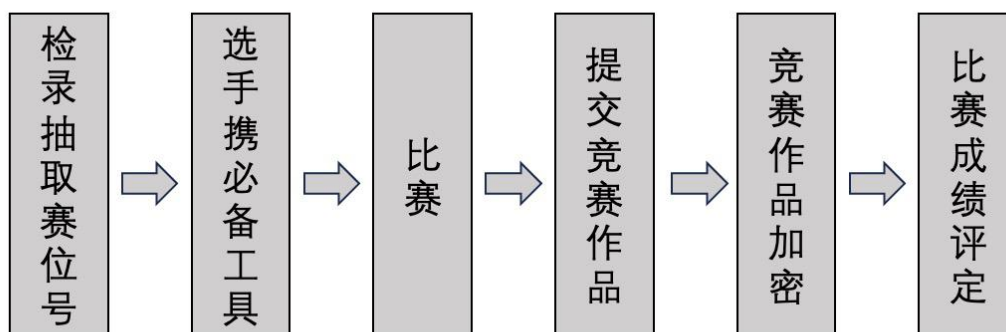 检录抽取赛位号
选手携必备工具
比赛
提交竞赛作品
竞赛作品加密
比赛成绩评定